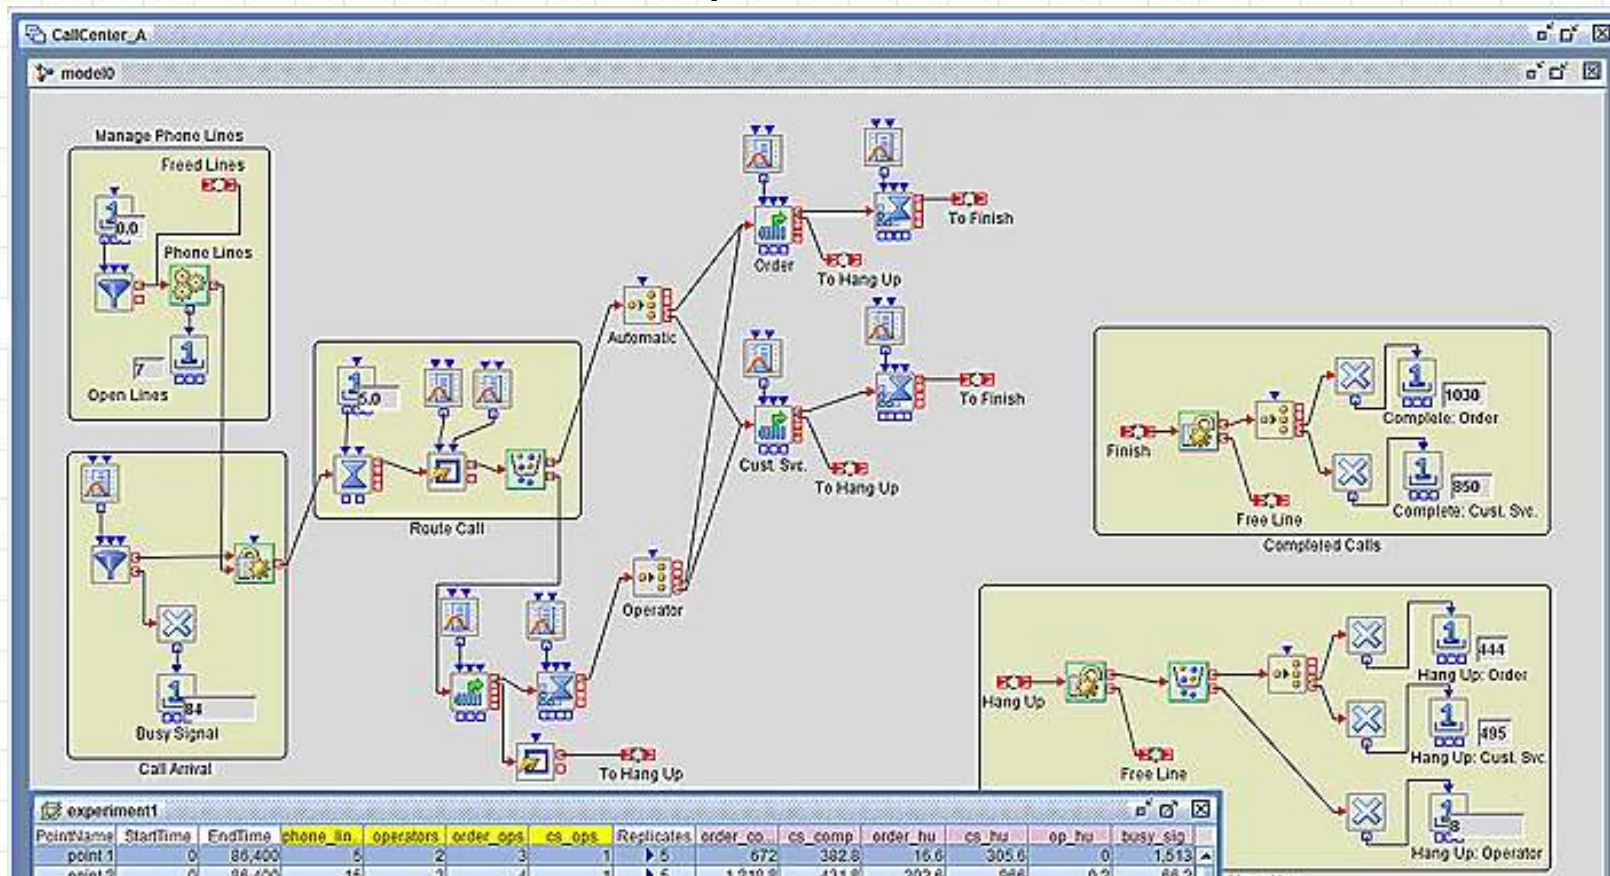 CallCenter_A
model0
Manage Phone Lines
Freed Lines
0.0
Phone Lines
7
Open Lines
Order
To Finish
To Hang Up
Automatic
Cust. Svc.
To Finish
To Hang Up
5.0
Route Call
Operator
To Hang Up
84
Busy Signal
Call Arrival
Finish
Free Line
1030
Complete: Order
850
Complete: Cust. Svc.
Completed Calls
Hang Up
Free Line
444
Hang Up: Order
495
Hang Up: Cust. Svc
8
Hang Up: Operator
experiment1
PointName StartTime EndTime phone_lin.. operators order_ops cs_ops Replicates order_co... cs_comp order_hu cs_hu op_hu busy_sig
point 1 0 86,400 5 2 3 1 5 672 382.8 16.6 305.6 0 1,513